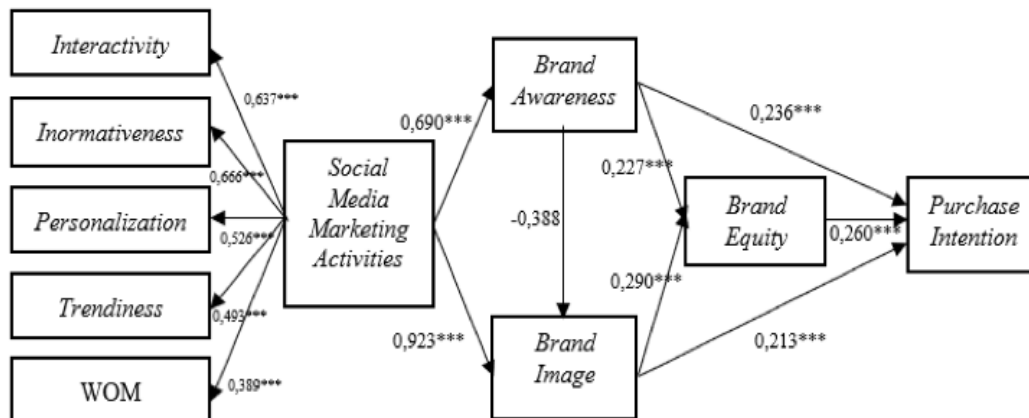 Interactivity
Inormativeness
Personalization
Trendiness
WOM
0,637***
0,666***
0,526***
0,493***
0,389***
Social
Media
Marketing
Activities
0,690***
0,923***
Brand
Awareness
-0,388
Brand
Image
0,227***
0,290***
Brand
Equity
0,236***
0,260***
0,213***
Purchase
Intention